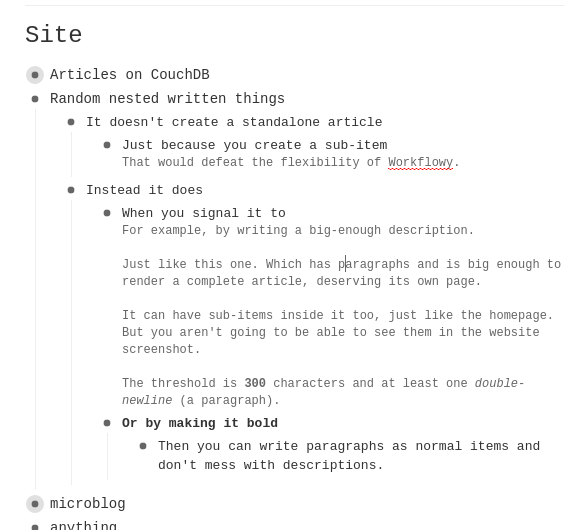 Site
Articles on CouchDB
Random nested written things
It doesn't create a standalone article
Just because you create a sub-item
That would defeat the flexibility of Workflowy.
Instead it does
When you signal it to
For example, by writing a big-enough description.
Just like this one. Which has paragraphs and is big enough to
render a complete article, deserving its own page.
It can have sub-items inside it too, just like the homepage.
But you aren't going to be able to see them in the website
screenshot.
The threshold is 300 characters and at least one double-
newline (a paragraph).
Or by making it bold
Then you can write paragraphs as normal items and
don't mess with descriptions.
microblog
anything